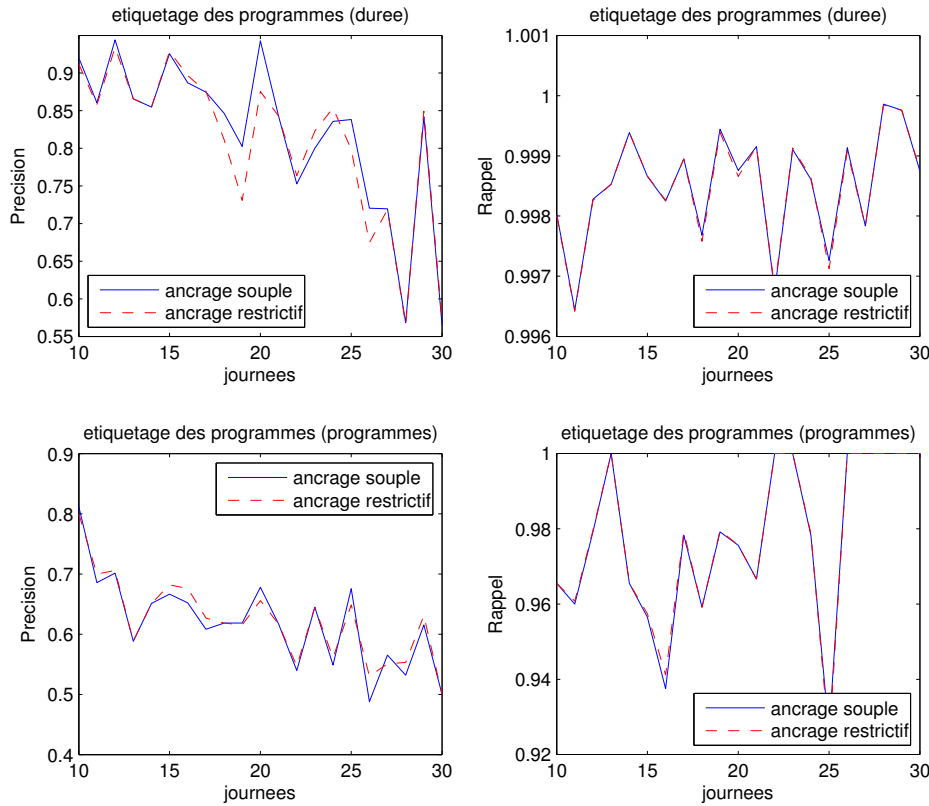 etiquetage des programmes (duree)
Precision
0.9
0.85
0.8
0.75
0.7
0.65
0.6
0.55
10
15
20
25
30
journees
ancrage souple
ancrage restrictif
etiquetage des programmes (duree)
Rappel
1.001
1
0.999
0.998
0.997
0.996
10
15
20
25
30
journees
ancrage souple
ancrage restrictif
etiquetage des programmes (programmes)
Precision
0.9
0.8
0.7
0.6
0.5
0.4
10
15
20
25
30
journees
ancrage souple
ancrage restrictif
etiquetage des programmes (programmes)
Rappel
1
0.98
0.96
0.94
0.92
10
15
20
25
30
journees
ancrage souple
ancrage restrictif